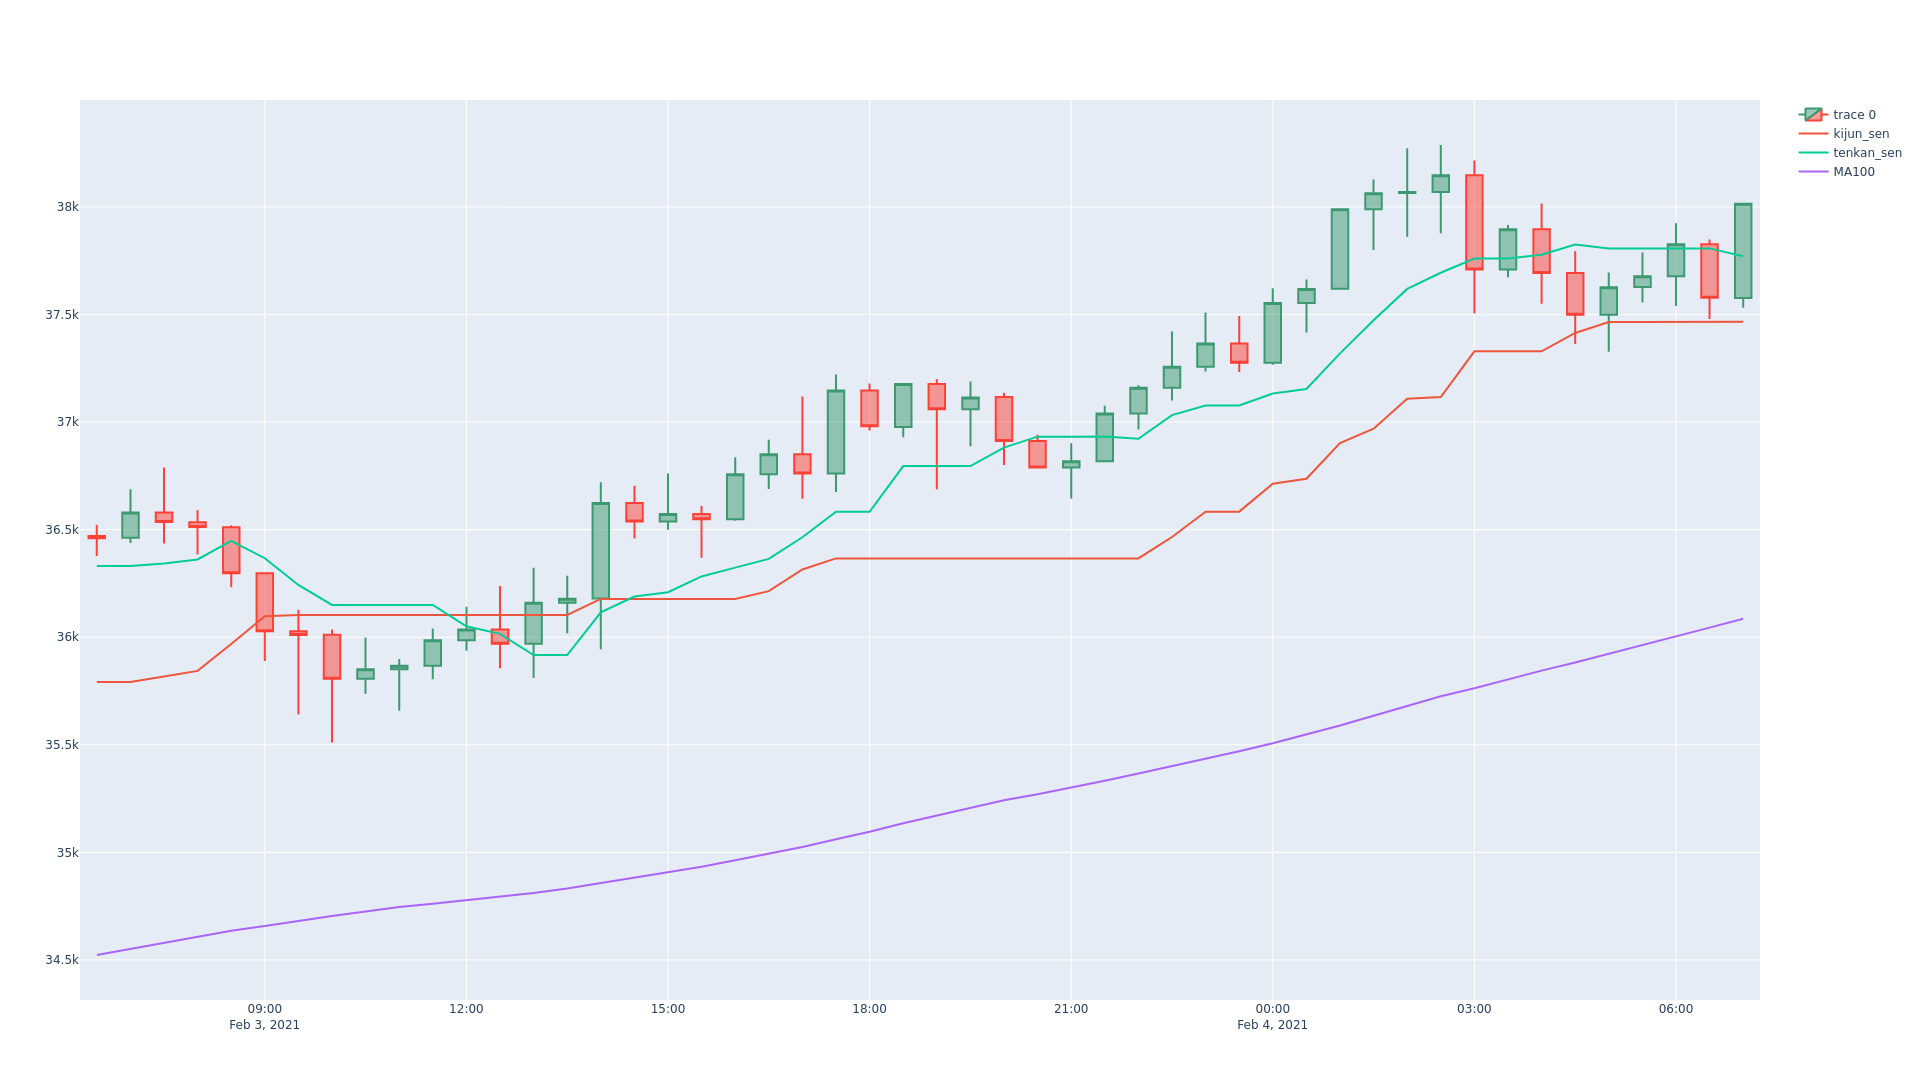 trace 0
kijun_sen
tenkan_sen
MA100
38k
37.5k
37k
36.5k
36k
35.5k
35k
34.5k
09:00 12:00 15:00 18:00 21:00 00:00 03:00 06:00
Feb 3, 2021 Feb 4, 2021